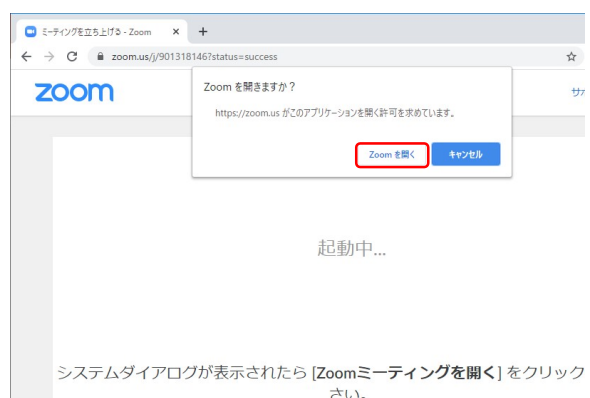 ミーティングを立ち上げる - Zoom
zoom.us/j/901318146?status=success
zoom
Zoom を開きますか？
https://zoom.us がこのアプリケーションを開く許可を求めています。
Zoom を開く キャンセル
起動中...
システムダイアログが表示されたら [Zoomミーティングを開く] をクリック
さい。